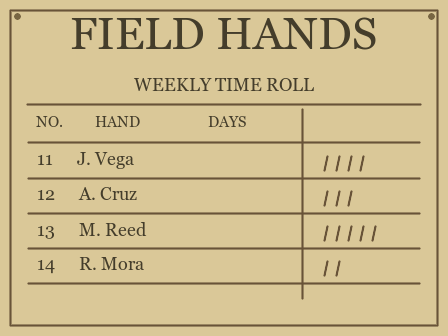 FIELD HANDS
WEEKLY TIME ROLL
NO. HAND DAYS
11 J. Vega ////
12 A. Cruz ///
13 M. Reed /////
14 R. Mora //